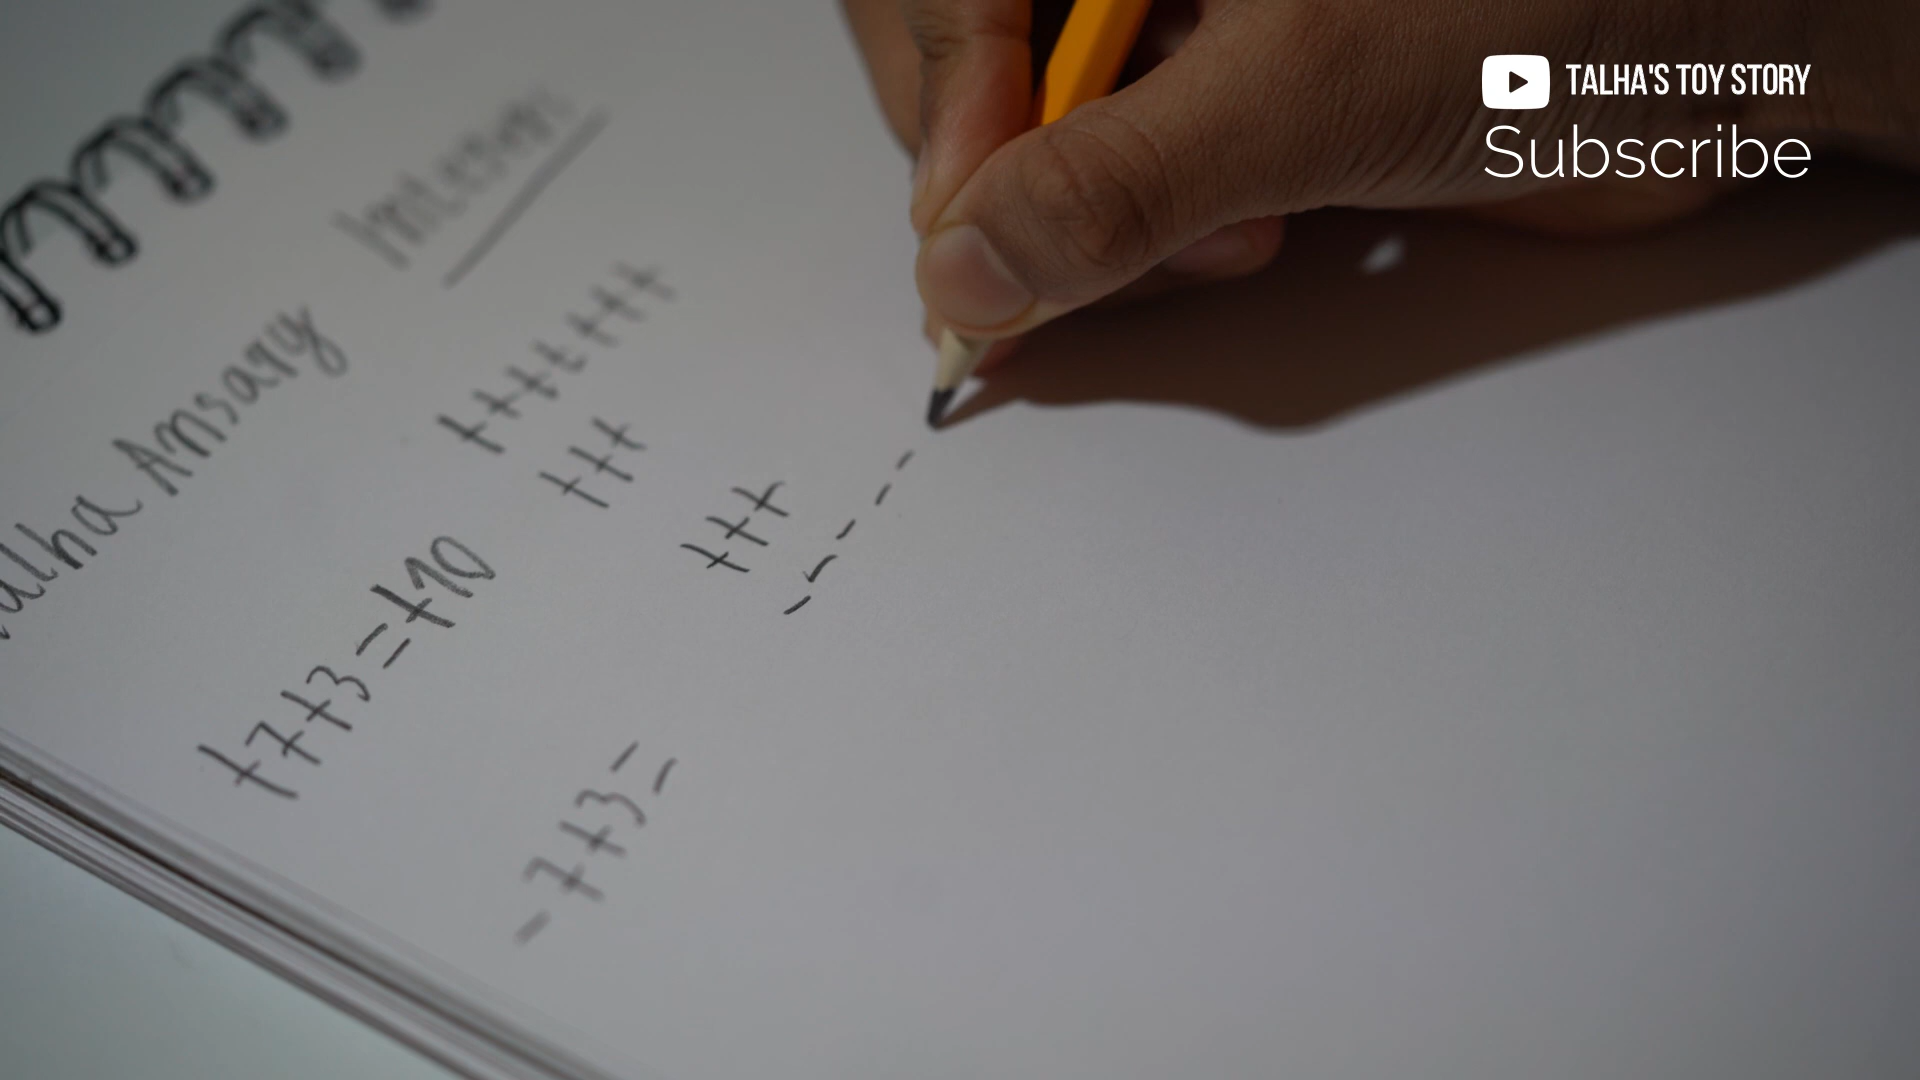 TALHA'S TOY STORY
Subscribe
Integers
alha Ansary
+++++++
+7+3=+10
+++
+++
-----
-7+3=